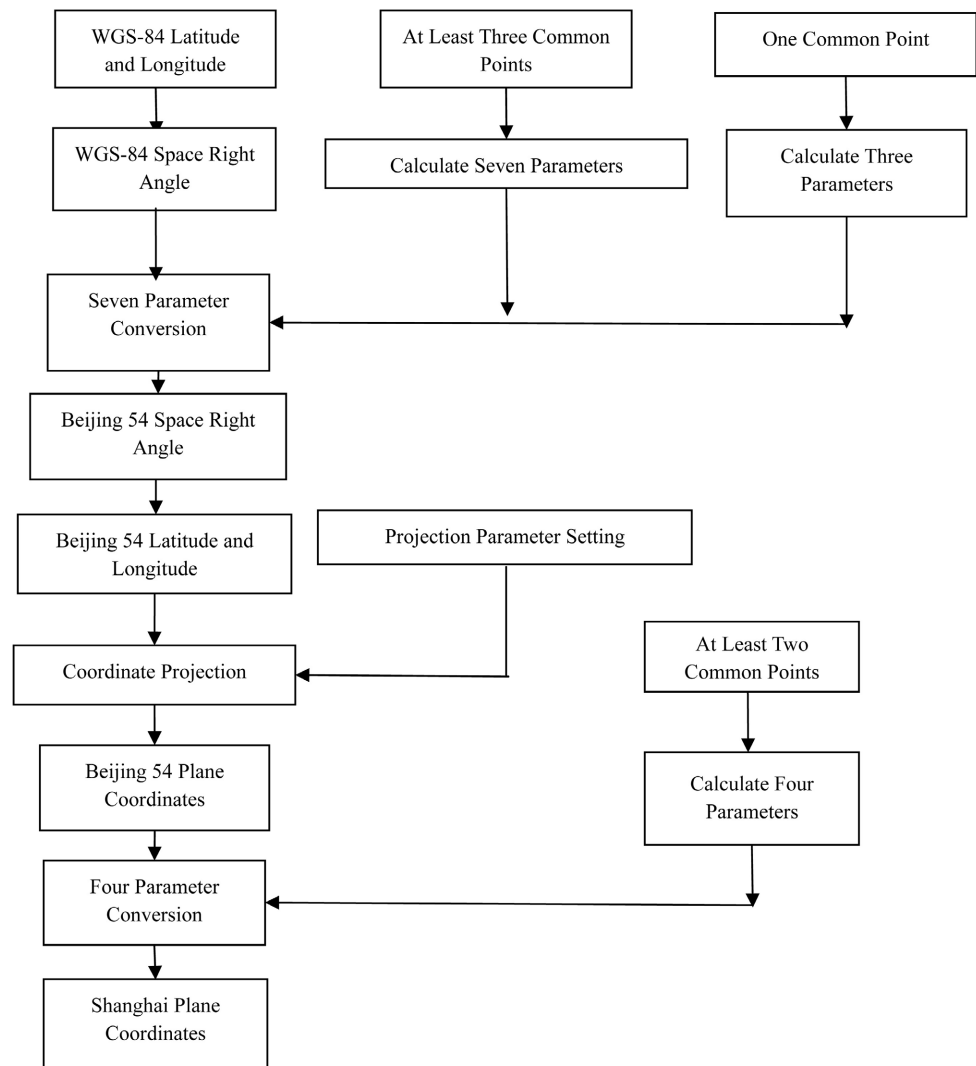 WGS-84 Latitude
and Longitude
At Least Three Common
Points
One Common Point
WGS-84 Space Right
Angle
Calculate Seven Parameters
Calculate Three
Parameters
Seven Parameter
Conversion
Beijing 54 Space Right
Angle
Beijing 54 Latitude and
Longitude
Projection Parameter Setting
Coordinate Projection
At Least Two
Common Points
Beijing 54 Plane
Coordinates
Calculate Four
Parameters
Four Parameter
Conversion
Shanghai Plane
Coordinates